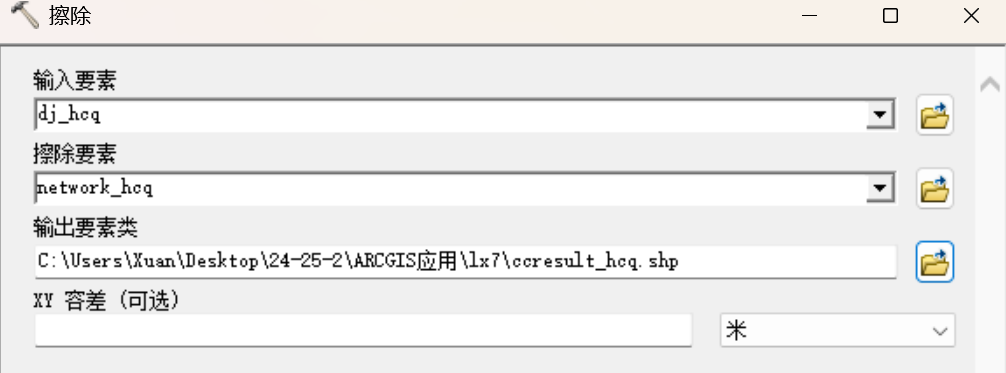 擦除
输入要素
dj_hcq
擦除要素
network_hcq
输出要素类
C:\Users\Xuan\Desktop\24-25-2\ARCGIS应用\lx7\ccresult_hcq.shp
XY 容差 (可选)
米